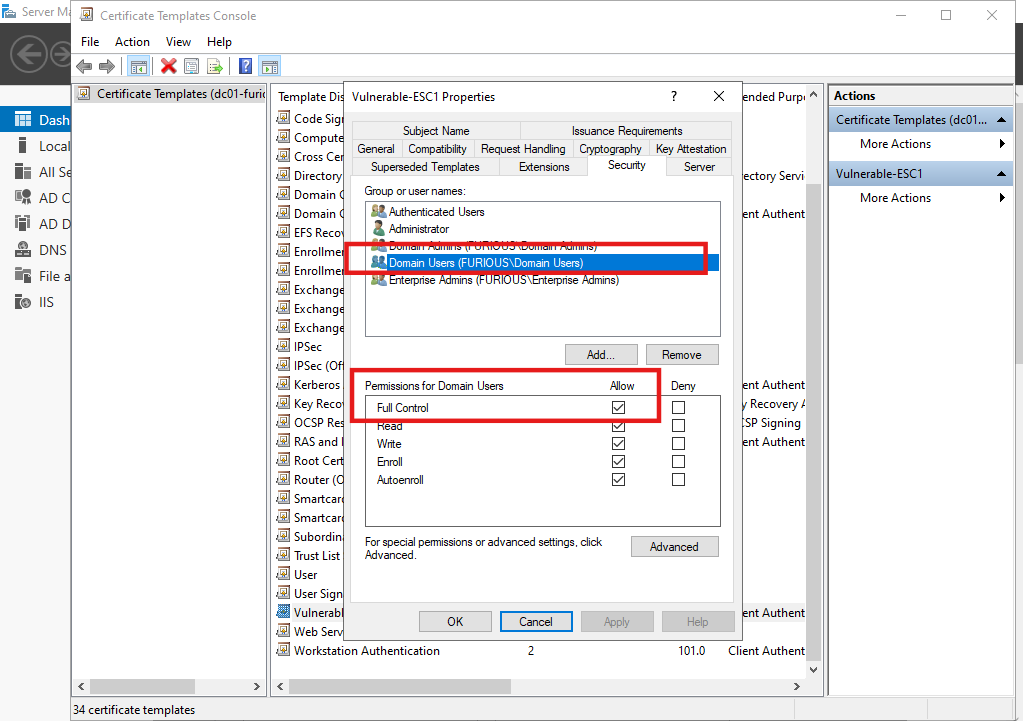 Server Ma
Certificate Templates Console
File Action View Help
Dash
Local
All Se
AD C
AD D
DNS
File a
IIS
Certificate Templates (dc01-furio
Template Dis
ended Purpo
Code Sign
Compute
Cross Cer
Directory
ory Servi
Domain C
Domain C
ent Authent
EFS Recov
Enrollmen
Enrollmen
Exchange
Exchange
Exchange
IPSec
IPSec (Off
Kerberos
ent Authent
Key Recov
y Recovery A
OCSP Res
CSP Signing
RAS and I
ent Authent
Root Cert
Router (O
Smartcard
Smartcard
Subordina
Trust List
User
User Sign
Vulnerabl
ent Authent
Web Serv
Workstation Authentication 2 101.0 Client Authent
34 certificate templates
Vulnerable-ESC1 Properties
?
Subject Name Issuance Requirements
General Compatibility Request Handling Cryptography Key Attestation
Superseded Templates Extensions Security Server
Group or user names:
Authenticated Users
Administrator
Domain Admins (FURIOUS\Domain Admins)
Domain Users (FURIOUS\Domain Users)
Enterprise Admins (FURIOUS\Enterprise Admins)
Add... Remove
Permissions for Domain Users Allow Deny
Full Control
Read
Write
Enroll
Autoenroll
For special permissions or advanced settings, click
Advanced.
Advanced
OK Cancel Apply Help
Actions
Certificate Templates (dc01...
More Actions
Vulnerable-ESC1
More Actions